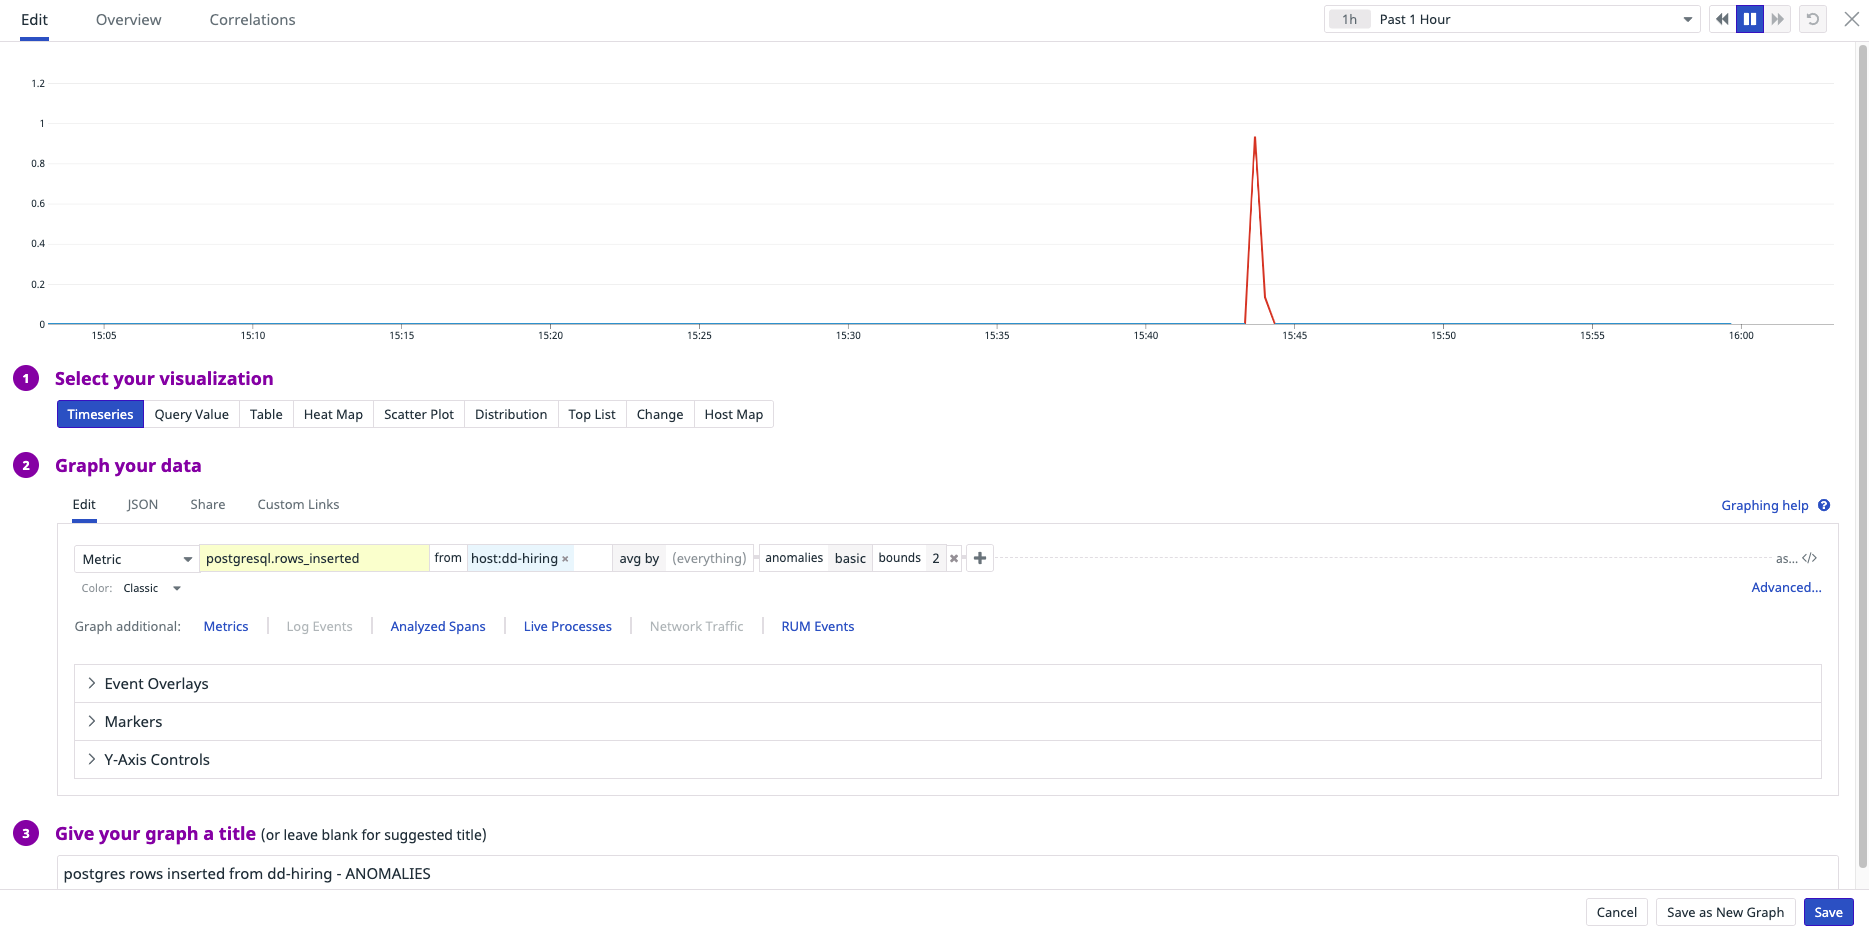 Edit Overview Correlations 1h Past 1 Hour
1.2
1
0.8
0.6
0.4
0.2
0
15:05 15:10 15:15 15:20 15:25 15:30 15:35 15:40 15:45 15:50 15:55 16:00
1 Select your visualization
Timeseries Query Value Table Heat Map Scatter Plot Distribution Top List Change Host Map
2 Graph your data
Edit JSON Share Custom Links Graphing help ?
Metric postgresql.rows_inserted from host:dd-hiring × avg by (everything) anomalies basic bounds 2 ✖ + as... </>
Color: Classic Advanced...
Graph additional: Metrics | Log Events | Analyzed Spans | Live Processes | Network Traffic | RUM Events
> Event Overlays
> Markers
> Y-Axis Controls
3 Give your graph a title (or leave blank for suggested title)
postgres rows inserted from dd-hiring - ANOMALIES
Cancel Save as New Graph Save